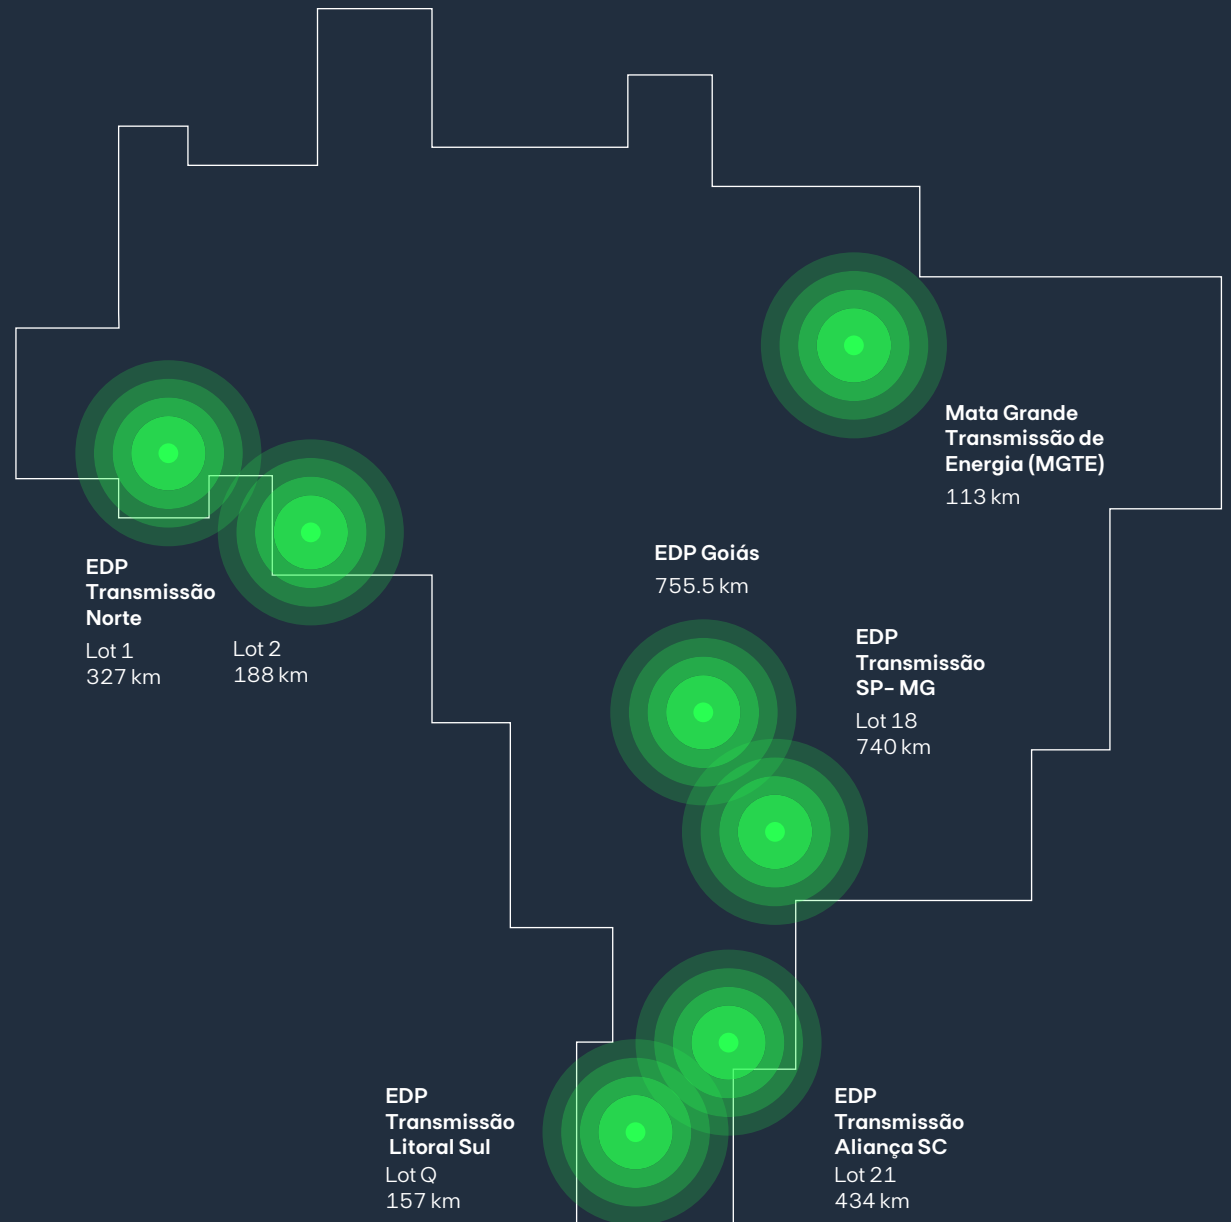 Mata Grande
Transmissão de
Energia (MGTE)
113 km
EDP Goiás
755.5 km
EDP
Transmissão
Norte
Lot 1
327 km
Lot 2
188 km
EDP
Transmissão
SP– MG
Lot 18
740 km
EDP
Transmissão
Litoral Sul
Lot Q
157 km
EDP
Transmissão
Aliança SC
Lot 21
434 km